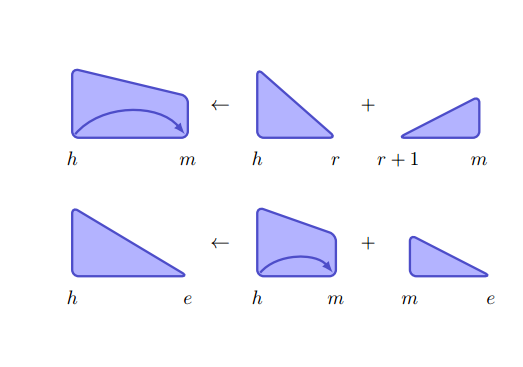 ← +
h m h r r + 1 m
← +
h e h m m e